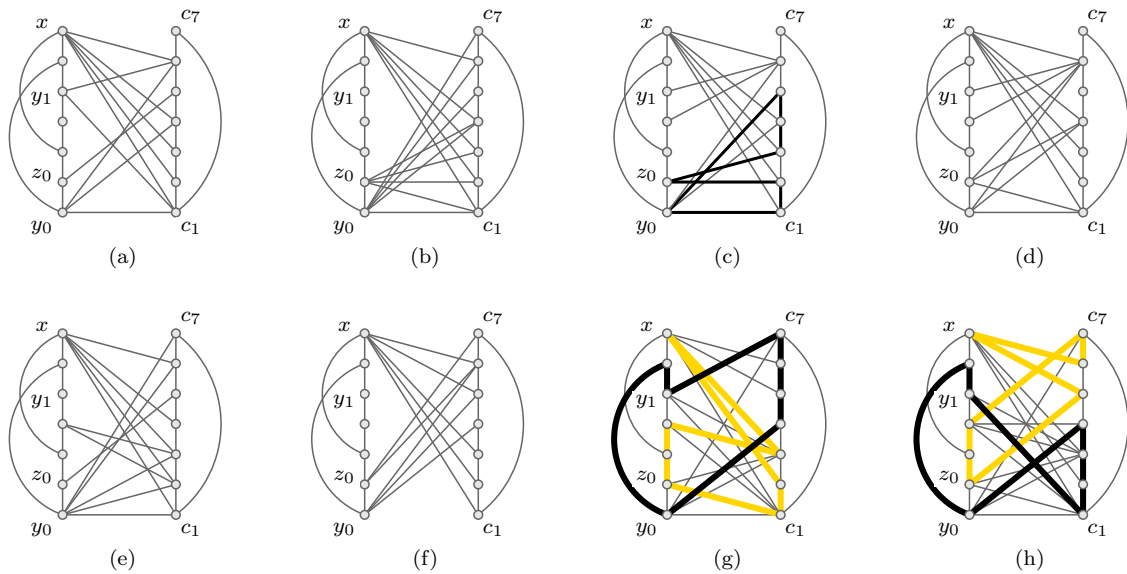 x c₇ x c₇ x c₇ x c₇
y₁ y₁ y₁ y₁
z₀ z₀ z₀ z₀
y₀ c₁ y₀ c₁ y₀ c₁ y₀ c₁
(a) (b) (c) (d)
x c₇ x c₇ x c₇ x c₇
y₁ y₁ y₁ y₁
z₀ z₀ z₀ z₀
y₀ c₁ y₀ c₁ y₀ c₁ y₀ c₁
(e) (f) (g) (h)